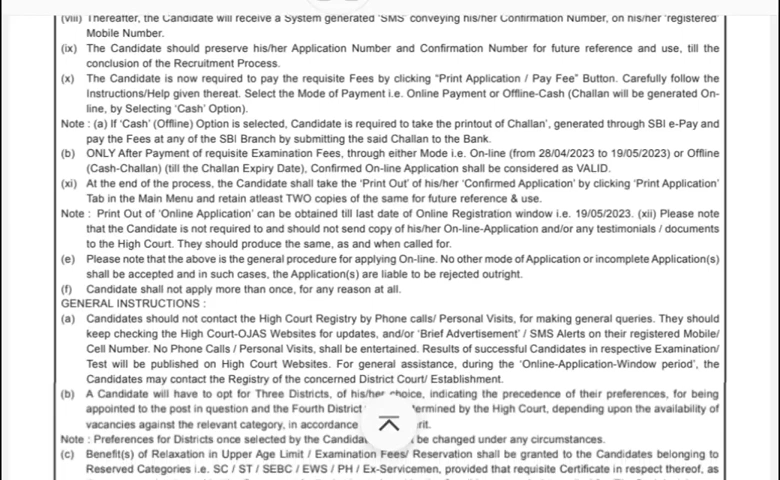 (viii) Thereafter, the Candidate will receive a System generated 'SMS' conveying his/her Confirmation Number, on his/her 'registered'
Mobile Number.
(ix) The Candidate should preserve his/her Application Number and Confirmation Number for future reference and use, till the
conclusion of the Recruitment Process.
(x) The Candidate is now required to pay the requisite Fees by clicking "Print Application / Pay Fee" Button. Carefully follow the
Instructions/Help given thereat. Select the Mode of Payment i.e. Online Payment or Offline-Cash (Challan will be generated On-
line, by Selecting 'Cash' Option).
Note : (a) If 'Cash' (Offline) Option is selected, Candidate is required to take the printout of Challan', generated through SBI e-Pay and
pay the Fees at any of the SBI Branch by submitting the said Challan to the Bank.
(b) ONLY After Payment of requisite Examination Fees, through either Mode i.e. On-line (from 28/04/2023 to 19/05/2023) or Offline
(Cash-Challan) (till the Challan Expiry Date), Confirmed On-line Application shall be considered as VALID.
(xi) At the end of the process, the Candidate shall take the 'Print Out' of his/her 'Confirmed Application' by clicking 'Print Application'
Tab in the Main Menu and retain atleast TWO copies of the same for future reference & use.
Note : Print Out of 'Online Application' can be obtained till last date of Online Registration window i.e. 19/05/2023. (xii) Please note
that the Candidate is not required to and should not send copy of his/her On-line-Application and/or any testimonials / documents
to the High Court. They should produce the same, as and when called for.
(e) Please note that the above is the general procedure for applying On-line. No other mode of Application or incomplete Application(s)
shall be accepted and in such cases, the Application(s) are liable to be rejected outright.
(f) Candidate shall not apply more than once, for any reason at all.
GENERAL INSTRUCTIONS :
(a) Candidates should not contact the High Court Registry by Phone calls/ Personal Visits, for making general queries. They should
keep checking the High Court-OJAS Websites for updates, and/or 'Brief Advertisement' / SMS Alerts on their registered Mobile/
Cell Number. No Phone Calls / Personal Visits, shall be entertained. Results of successful Candidates in respective Examination/
Test will be published on High Court Websites. For general assistance, during the 'Online-Application-Window period', the
Candidates may contact the Registry of the concerned District Court/ Establishment.
(b) A Candidate will have to opt for Three Districts, of his/her choice, indicating the precedence of their preferences, for being
appointed to the post in question and the Fourth District ermined by the High Court, depending upon the availability of
vacancies against the relevant category, in accordance rit.
Note : Preferences for Districts once selected by the Candida be changed under any circumstances.
(c) Benefit(s) of Relaxation in Upper Age Limit / Examination Fees/ Reservation shall be granted to the Candidates belonging to
Reserved Categories i.e. SC / ST / SEBC / EWS / PH / Ex-Servicemen, provided that requisite Certificate in respect thereof, as